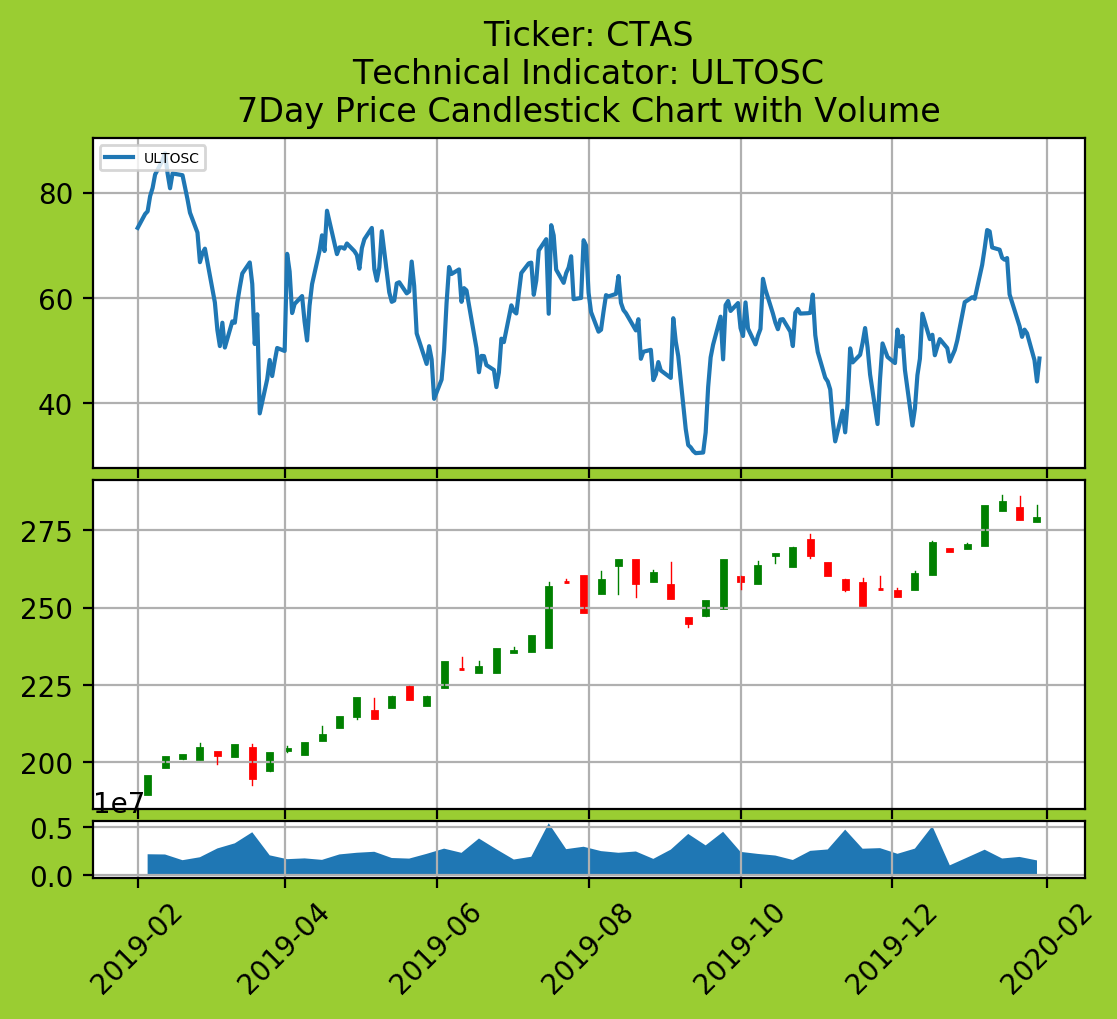 Ticker: CTAS
Technical Indicator: ULTOSC
7Day Price Candlestick Chart with Volume
ULTOSC
80
60
40
275
250
225
200
1e7
0.5
0.0
2019-02 2019-04 2019-06 2019-08 2019-10 2019-12 2020-02